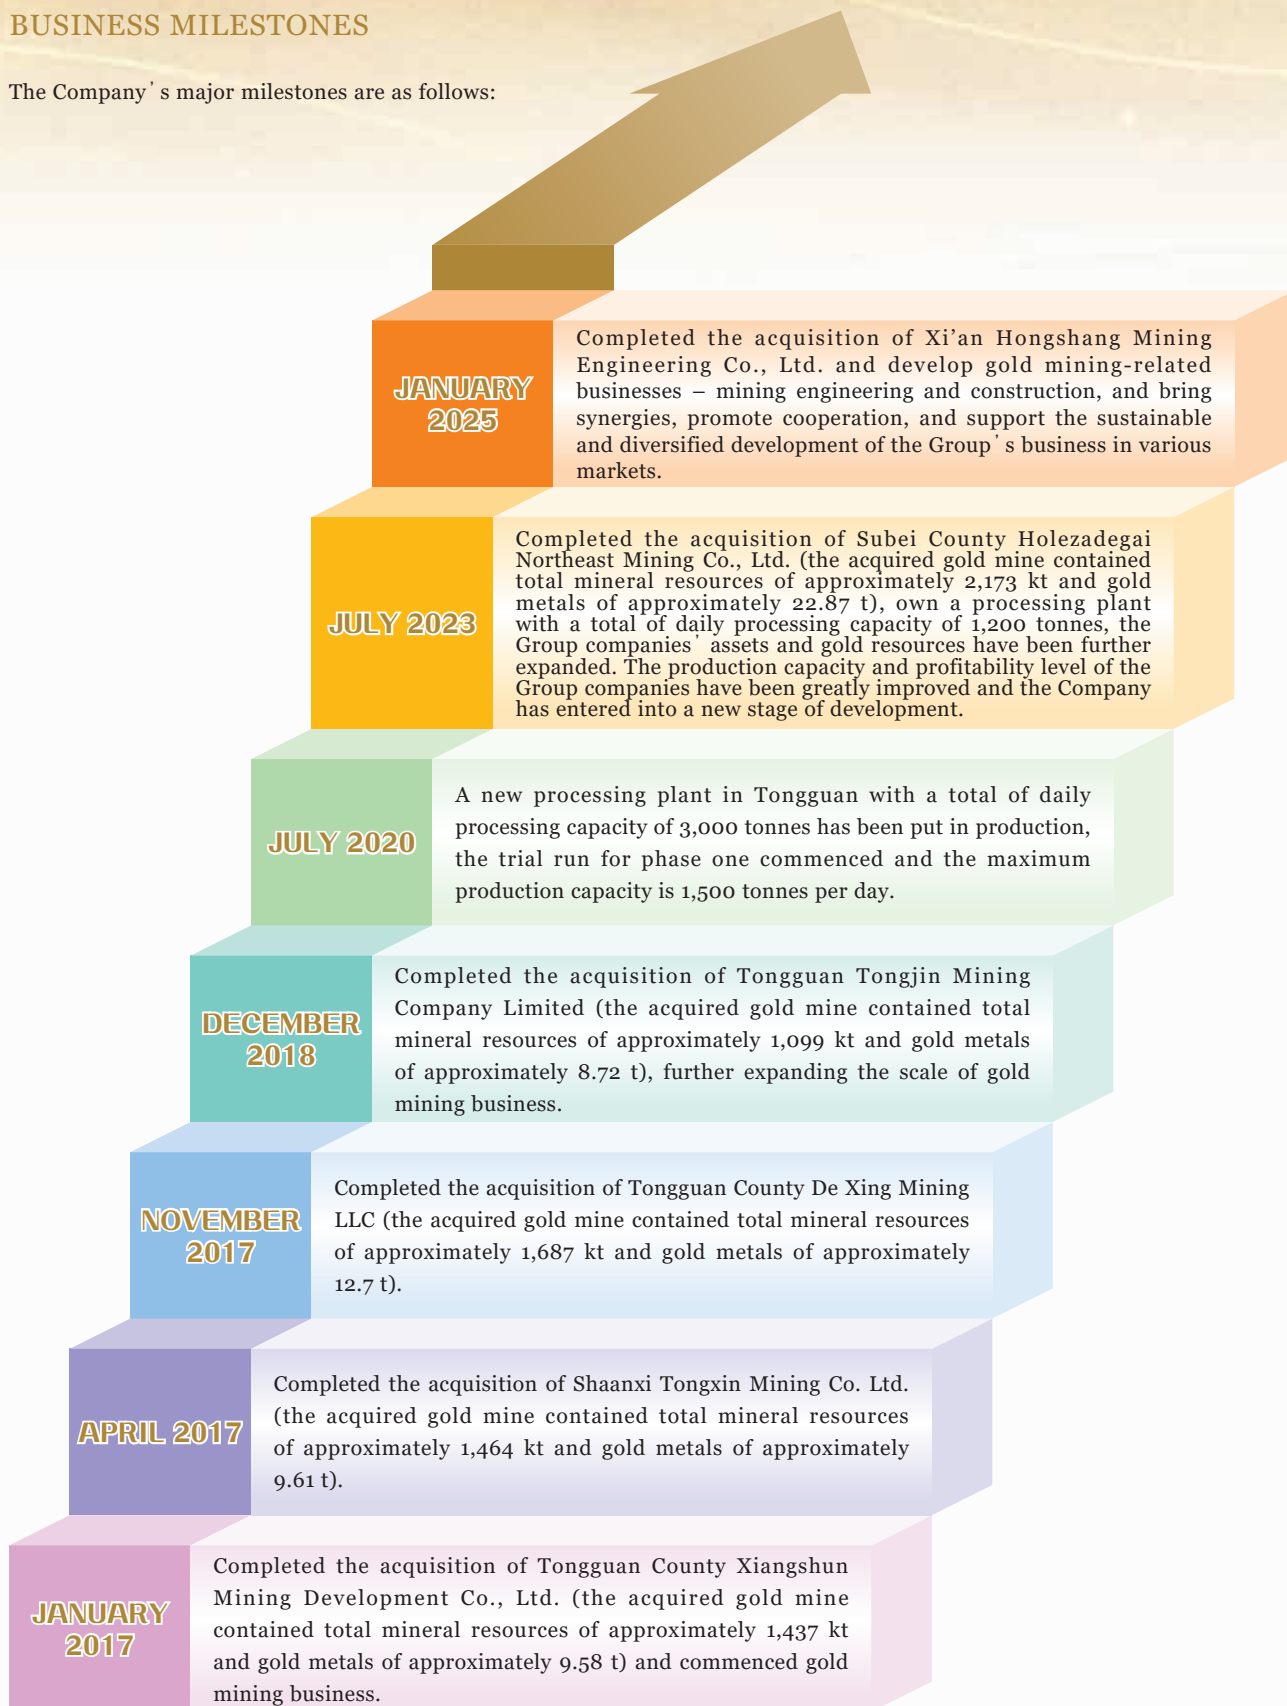 BUSINESS MILESTONES
The Company's major milestones are as follows:
JANUARY
2025
Completed the acquisition of Xi'an Hongshang Mining
Engineering Co., Ltd. and develop gold mining-related
businesses – mining engineering and construction, and bring
synergies, promote cooperation, and support the sustainable
and diversified development of the Group's business in various
markets.
JULY 2023
Completed the acquisition of Subei County Holezadegai
Northeast Mining Co., Ltd. (the acquired gold mine contained
total mineral resources of approximately 2,173 kt and gold
metals of approximately 22.87 t), own a processing plant
with a total of daily processing capacity of 1,200 tonnes, the
Group companies' assets and gold resources have been further
expanded. The production capacity and profitability level of the
Group companies have been greatly improved and the Company
has entered into a new stage of development.
JULY 2020
A new processing plant in Tongguan with a total of daily
processing capacity of 3,000 tonnes has been put in production,
the trial run for phase one commenced and the maximum
production capacity is 1,500 tonnes per day.
DECEMBER
2018
Completed the acquisition of Tongguan Tongjin Mining
Company Limited (the acquired gold mine contained total
mineral resources of approximately 1,099 kt and gold metals
of approximately 8.72 t), further expanding the scale of gold
mining business.
NOVEMBER
2017
Completed the acquisition of Tongguan County De Xing Mining
LLC (the acquired gold mine contained total mineral resources
of approximately 1,687 kt and gold metals of approximately
12.7 t).
APRIL 2017
Completed the acquisition of Shaanxi Tongxin Mining Co. Ltd.
(the acquired gold mine contained total mineral resources
of approximately 1,464 kt and gold metals of approximately
9.61 t).
JANUARY
2017
Completed the acquisition of Tongguan County Xiangshun
Mining Development Co., Ltd. (the acquired gold mine
contained total mineral resources of approximately 1,437 kt
and gold metals of approximately 9.58 t) and commenced gold
mining business.